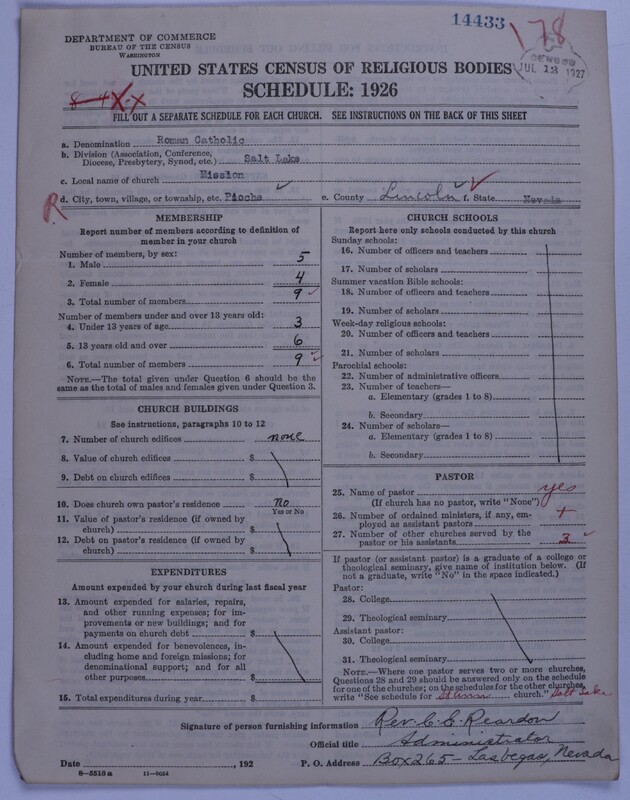 14433
178
DEPARTMENT OF COMMERCE
BUREAU OF THE CENSUS
WASHINGTON
CENSUS
JUL 13 1927
UNITED STATES CENSUS OF RELIGIOUS BODIES
SCHEDULE: 1926
FILL OUT A SEPARATE SCHEDULE FOR EACH CHURCH. SEE INSTRUCTIONS ON THE BACK OF THIS SHEET
a. Denomination Roman Catholic
b. Division (Association, Conference,
Diocese, Presbytery, Synod, etc.) Salt Lake
c. Local name of church Mission
R d. City, town, village, or township, etc. Pioche e. County Lincoln f. State Nevada
MEMBERSHIP
Report number of members according to definition of
member in your church
Number of members, by sex:
1. Male 5
2. Female 4
3. Total number of members 9
Number of members under and over 13 years old:
4. Under 13 years of age 3
5. 13 years old and over 6
6. Total number of members 9
NOTE.—The total given under Question 6 should be the
same as the total of males and females given under Question 3.
CHURCH BUILDINGS
See instructions, paragraphs 10 to 12
7. Number of church edifices none
8. Value of church edifices $
9. Debt on church edifices $
10. Does church own pastor's residence no
Yes or No
11. Value of pastor's residence (if owned by
church) $
12. Debt on pastor's residence (if owned by
church) $
EXPENDITURES
Amount expended by your church during last fiscal year
13. Amount expended for salaries, repairs,
and other running expenses; for im-
provements or new buildings; and for
payments on church debt $
14. Amount expended for benevolences, in-
cluding home and foreign missions; for
denominational support; and for all
other purposes $
15. Total expenditures during year $
CHURCH SCHOOLS
Report here only schools conducted by this church
Sunday schools:
16. Number of officers and teachers
17. Number of scholars
Summer vacation Bible schools:
18. Number of officers and teachers
19. Number of scholars
Week-day religious schools:
20. Number of officers and teachers
21. Number of scholars
Parochial schools:
22. Number of administrative officers
23. Number of teachers—
a. Elementary (grades 1 to 8)
b. Secondary
24. Number of scholars—
a. Elementary (grades 1 to 8)
b. Secondary
PASTOR
25. Name of pastor yes
(If church has no pastor, write "None")
26. Number of ordained ministers, if any, em-
ployed as assistant pastors
27. Number of other churches served by the
pastor or his assistants 3
If pastor (or assistant pastor) is a graduate of a college or
theological seminary, give name of institution below. (If
not a graduate, write "No" in the space indicated.)
Pastor:
28. College
29. Theological seminary
Assistant pastor:
30. College
31. Theological seminary
NOTE.—Where one pastor serves two or more churches,
Questions 28 and 29 should be answered only on the schedule
for one of the churches; on the schedules for the other churches,
write "See schedule for St Ann church." Salt Lake
Signature of person furnishing information Rev. C. E. Reardon
Official title Administrator
Date , 192 P. O. Address Box 265 - Las Vegas, Nevada
8-5518a 11-9034